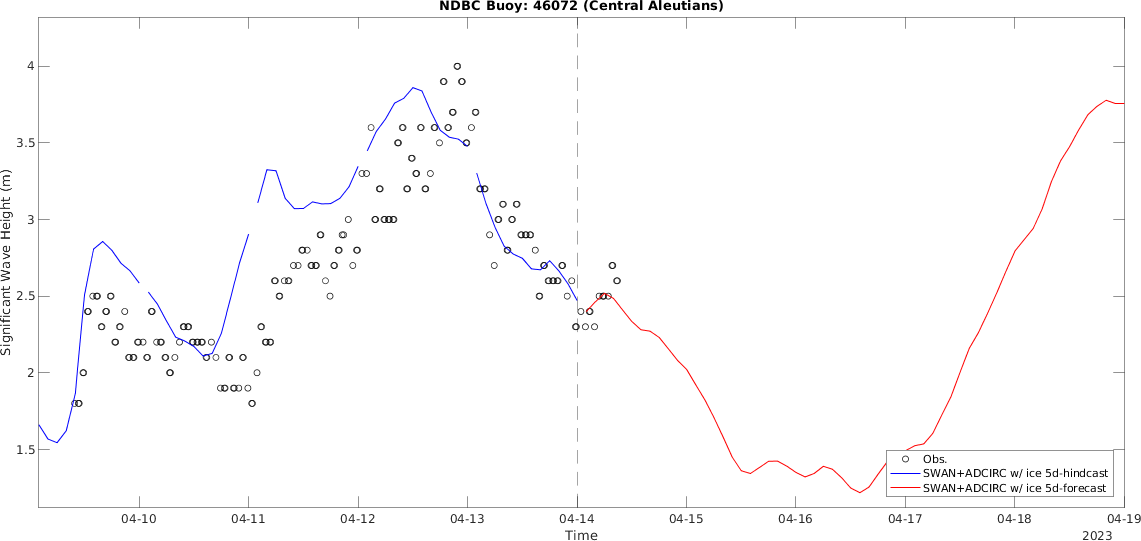 NDBC Buoy: 46072 (Central Aleutians)
Significant Wave Height (m)
4
3.5
3
2.5
2
1.5
Obs.
SWAN+ADCIRC w/ ice 5d-hindcast
SWAN+ADCIRC w/ ice 5d-forecast
04-10 04-11 04-12 04-13 04-14 04-15 04-16 04-17 04-18 04-19
Time
2023